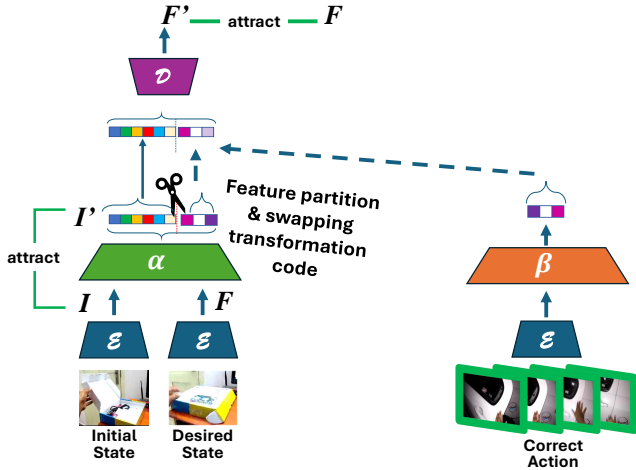 F' attract F
𝒟
Feature partition
& swapping
transformation
code
I'
attract
α
β
I
F
ℰ
ℰ
ℰ
Initial
State
Desired
State
Correct
Action